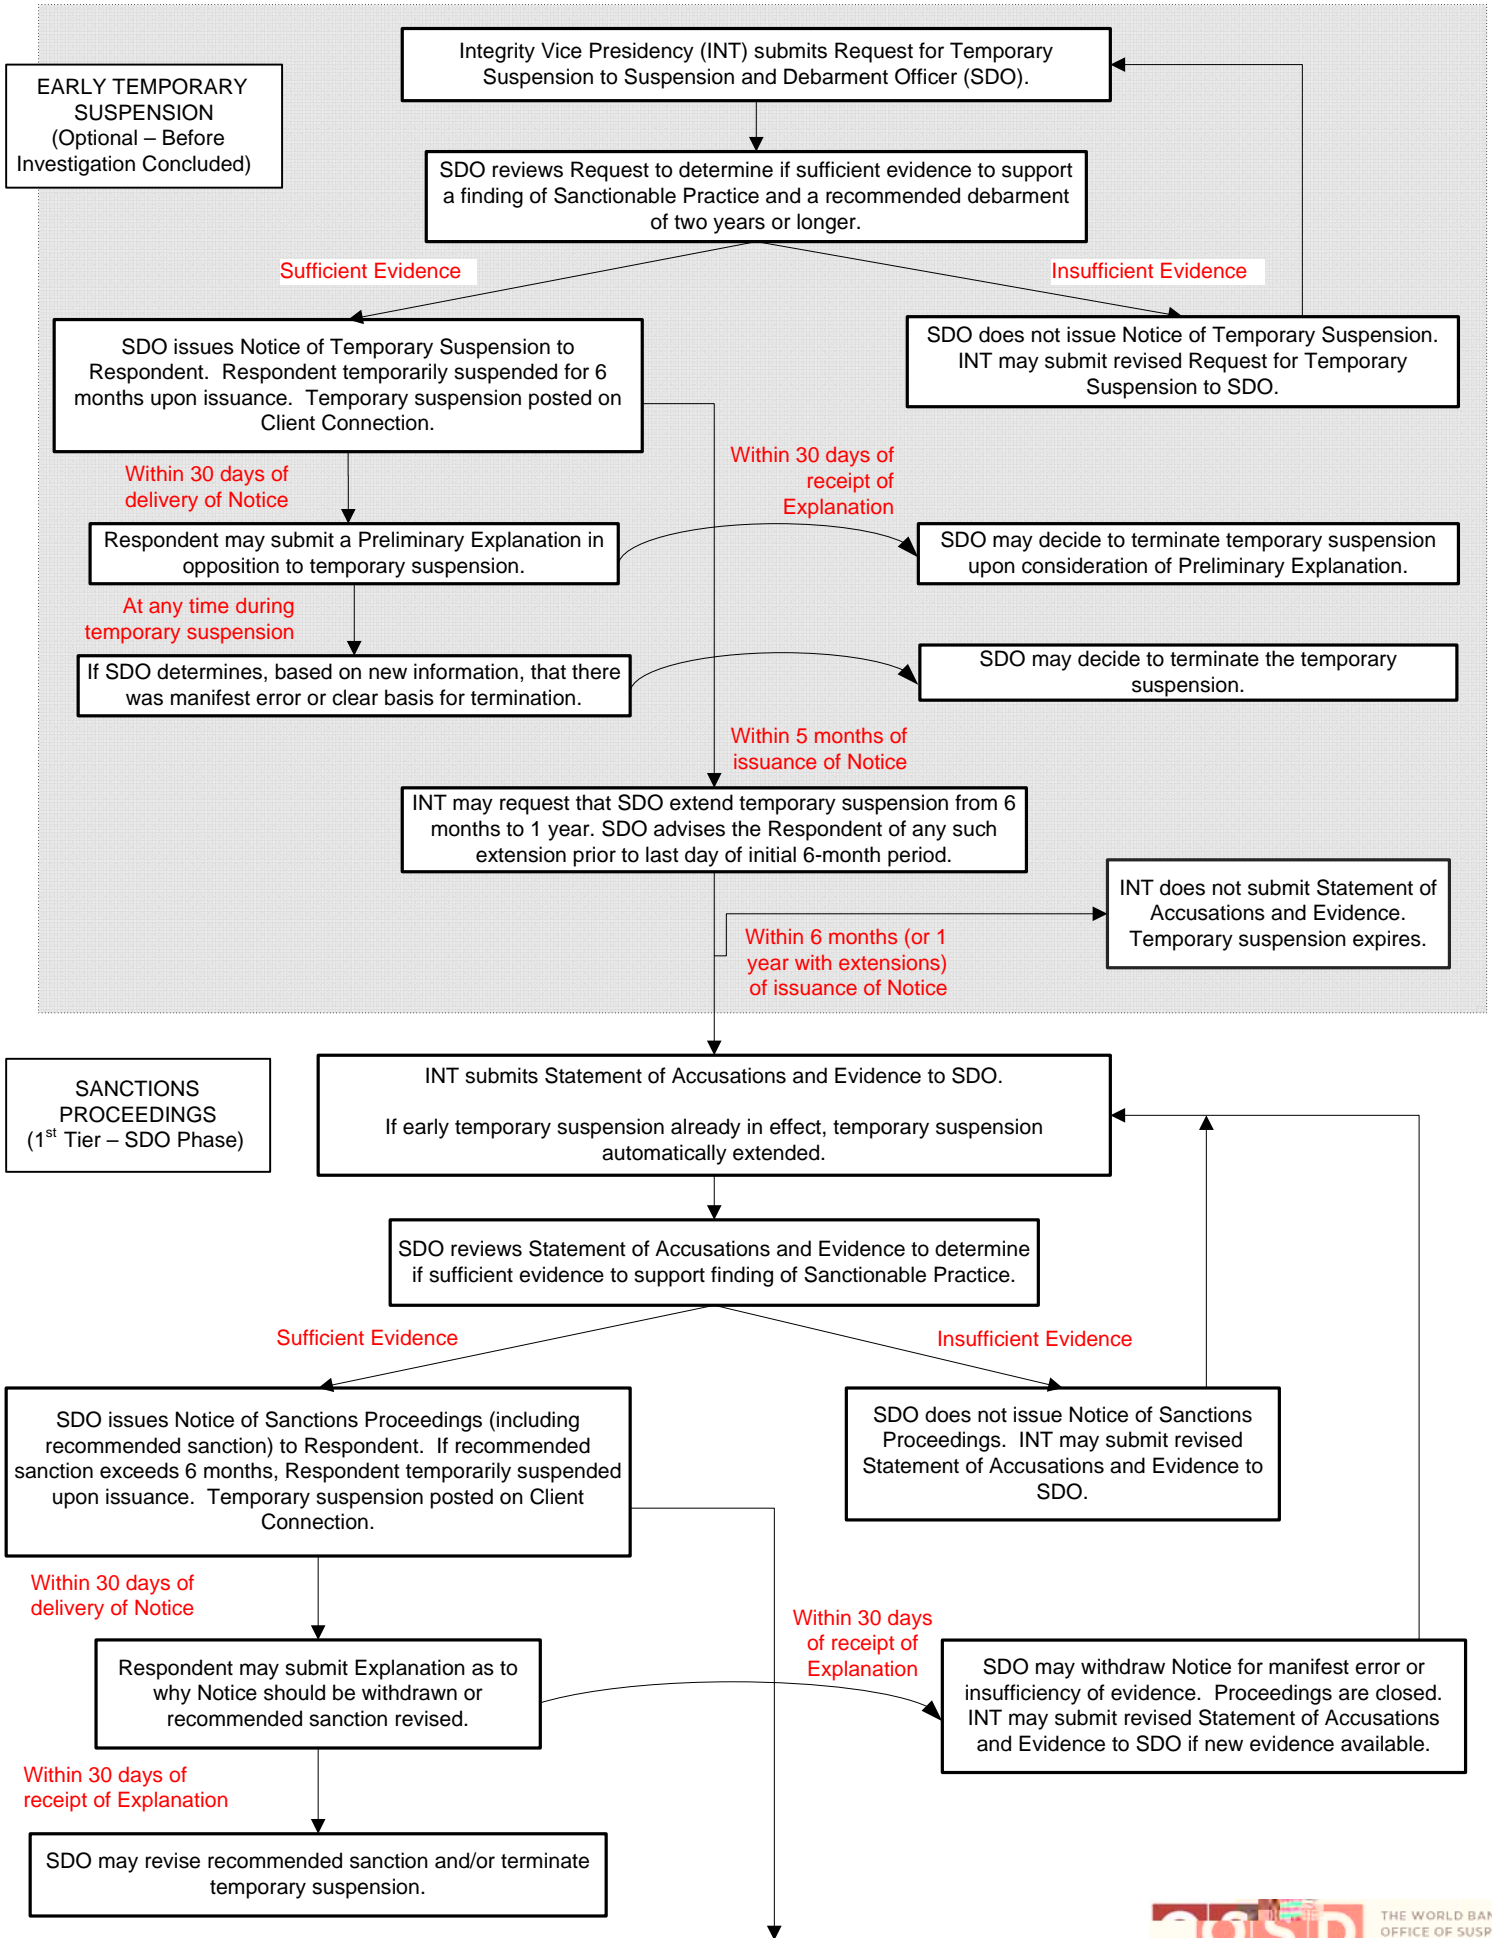 Integrity Vice Presidency (INT) submits Request for Temporary
Suspension to Suspension and Debarment Officer (SDO).
EARLY TEMPORARY
SUSPENSION
(Optional – Before
Investigation Concluded)
SDO reviews Request to determine if sufficient evidence to support
a finding of Sanctionable Practice and a recommended debarment
of two years or longer.
Sufficient Evidence
Insufficient Evidence
SDO issues Notice of Temporary Suspension to
Respondent. Respondent temporarily suspended for 6
months upon issuance. Temporary suspension posted on
Client Connection.
SDO does not issue Notice of Temporary Suspension.
INT may submit revised Request for Temporary
Suspension to SDO.
Within 30 days of
delivery of Notice
Within 30 days of
receipt of
Explanation
Respondent may submit a Preliminary Explanation in
opposition to temporary suspension.
SDO may decide to terminate temporary suspension
upon consideration of Preliminary Explanation.
At any time during
temporary suspension
If SDO determines, based on new information, that there
was manifest error or clear basis for termination.
SDO may decide to terminate the temporary
suspension.
Within 5 months of
issuance of Notice
INT may request that SDO extend temporary suspension from 6
months to 1 year. SDO advises the Respondent of any such
extension prior to last day of initial 6-month period.
INT does not submit Statement of
Accusations and Evidence.
Temporary suspension expires.
Within 6 months (or 1
year with extensions)
of issuance of Notice
SANCTIONS
PROCEEDINGS
(1st Tier – SDO Phase)
INT submits Statement of Accusations and Evidence to SDO.
If early temporary suspension already in effect, temporary suspension
automatically extended.
SDO reviews Statement of Accusations and Evidence to determine
if sufficient evidence to support finding of Sanctionable Practice.
Sufficient Evidence
Insufficient Evidence
SDO issues Notice of Sanctions Proceedings (including
recommended sanction) to Respondent. If recommended
sanction exceeds 6 months, Respondent temporarily suspended
upon issuance. Temporary suspension posted on Client
Connection.
SDO does not issue Notice of Sanctions
Proceedings. INT may submit revised
Statement of Accusations and Evidence to
SDO.
Within 30 days of
delivery of Notice
Within 30 days
of receipt of
Explanation
Respondent may submit Explanation as to
why Notice should be withdrawn or
recommended sanction revised.
SDO may withdraw Notice for manifest error or
insufficiency of evidence. Proceedings are closed.
INT may submit revised Statement of Accusations
and Evidence to SDO if new evidence available.
Within 30 days of
receipt of Explanation
SDO may revise recommended sanction and/or terminate
temporary suspension.
THE WORLD BAN
OFFICE OF SUSP